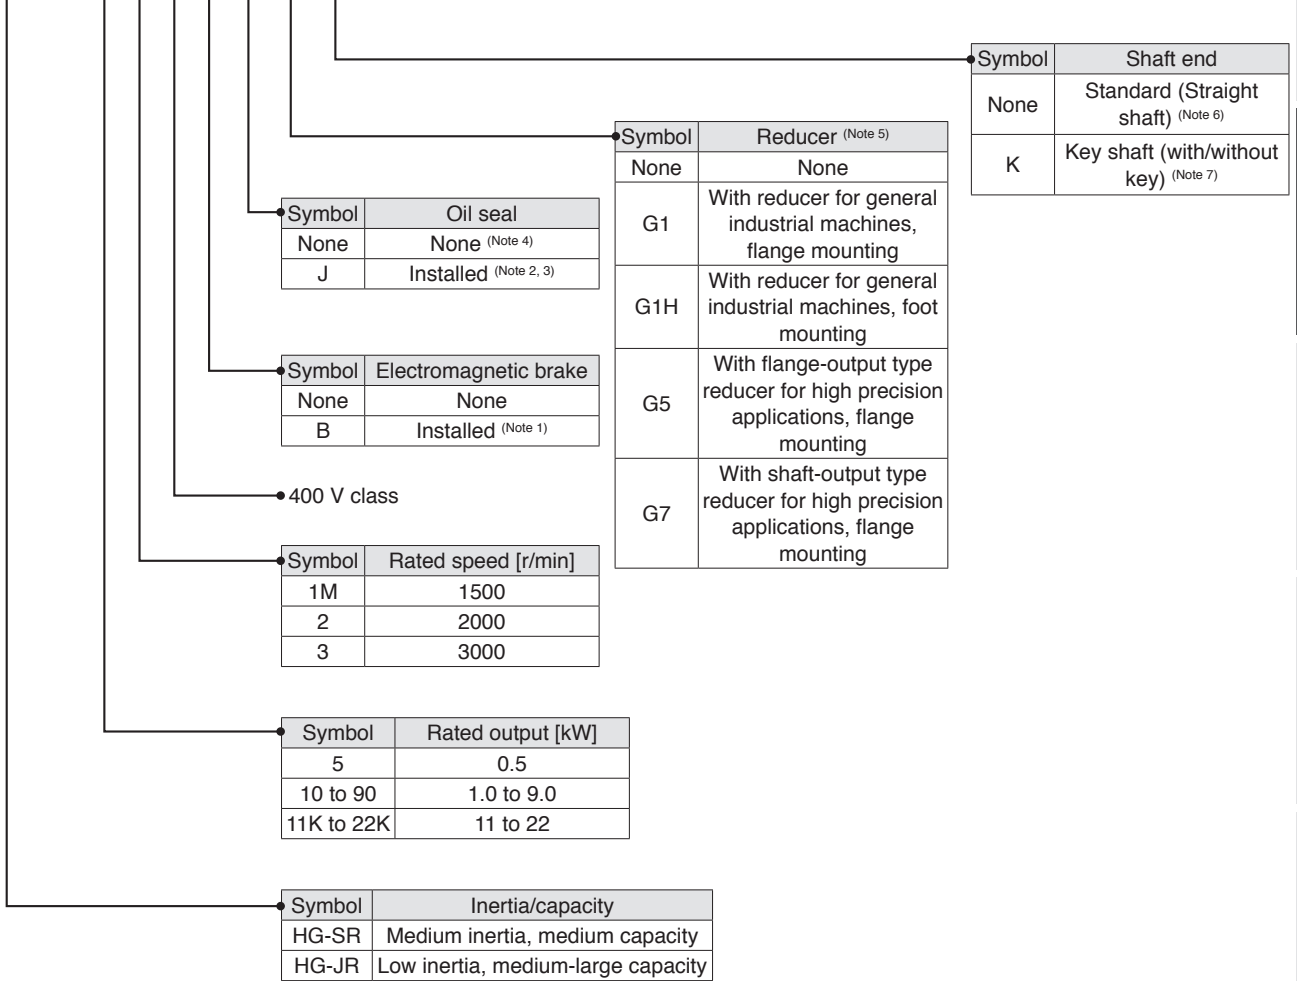 Symbol Shaft end
None Standard (Straight
shaft) (Note 6)
K Key shaft (with/without
key) (Note 7)
Symbol Reducer (Note 5)
None None
G1 With reducer for general
industrial machines,
flange mounting
G1H With reducer for general
industrial machines, foot
mounting
G5 With flange-output type
reducer for high precision
applications, flange
mounting
G7 With shaft-output type
reducer for high precision
applications, flange
mounting
Symbol Oil seal
None None (Note 4)
J Installed (Note 2, 3)
Symbol Electromagnetic brake
None None
B Installed (Note 1)
400 V class
Symbol Rated speed [r/min]
1M 1500
2 2000
3 3000
Symbol Rated output [kW]
5 0.5
10 to 90 1.0 to 9.0
11K to 22K 11 to 22
Symbol Inertia/capacity
HG-SR Medium inertia, medium capacity
HG-JR Low inertia, medium-large capacity